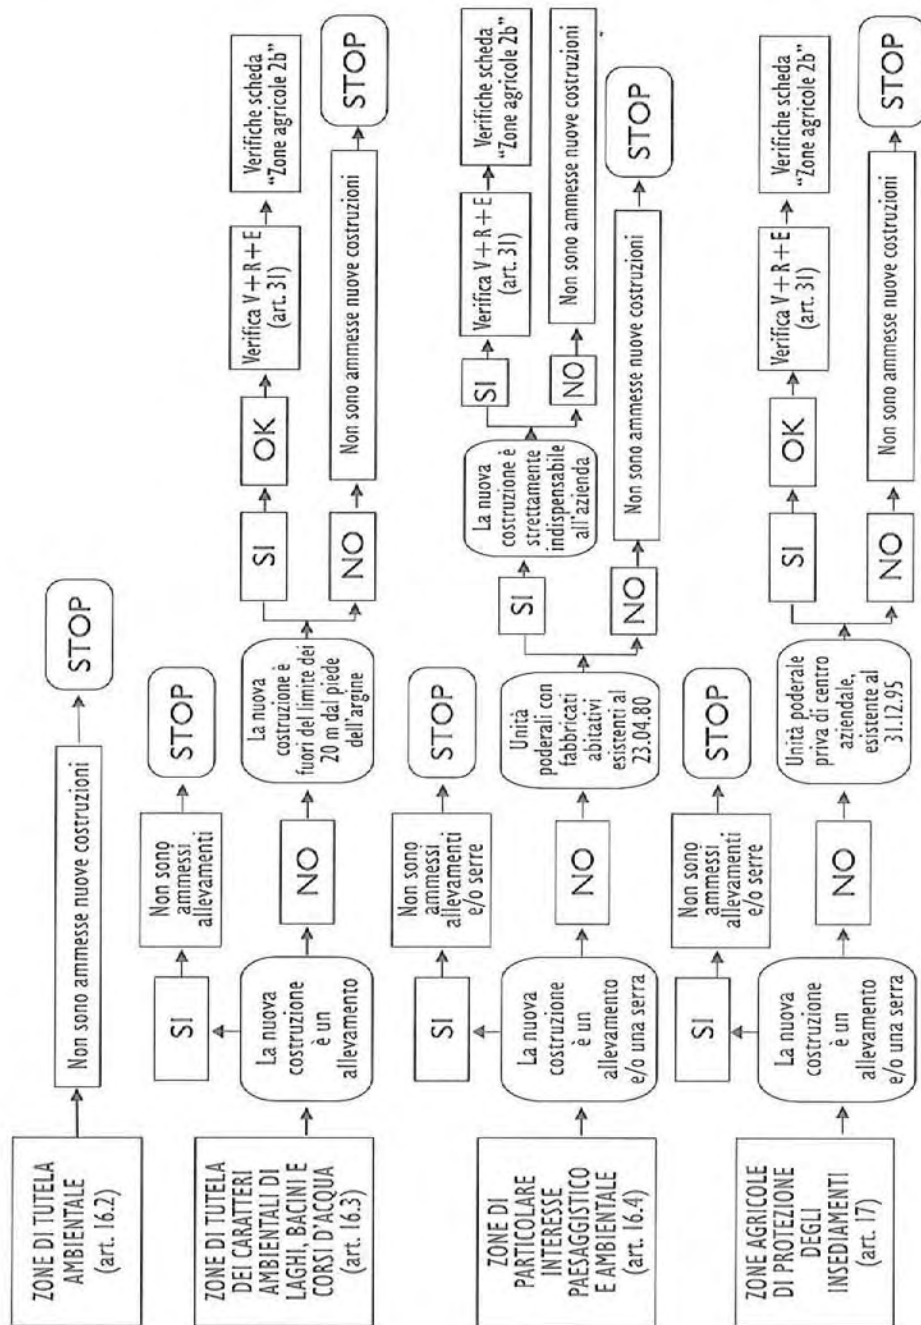 ZONE DI TUTELA
AMBIENTALE
(art. 16.2)
Non sono ammesse nuove costruzioni
STOP
ZONE DI TUTELA
DEI CARATTERI
AMBIENTALI DI
LAGHI, BACINI E
CORSI D'ACQUA
(art. 16.3)
La nuova
costruzione
è un
allevamento
SI
Non sono
ammessi
allevamenti
STOP
NO
La nuova
costruzione è
fuori del limite dei
20 m dal piede
dell'argine
SI
OK
Verifica V+R+E
(art. 31)
Verifiche scheda
"Zone agricole 2b"
NO
Non sono ammesse nuove costruzioni
STOP
ZONE DI
PARTICOLARE
INTERESSE
PAESAGGISTICO
E AMBIENTALE
(art. 16.4)
La nuova
costruzione
è un
allevamento
e/o una serra
SI
Non sono
ammessi
allevamenti
e/o serre
STOP
NO
Unità
poderali con
fabbricati
abitativi
esistenti al
23.04.80
SI
La nuova
costruzione è
strettamente
indispensabile
all'azienda
SI
Verifica V+R+E
(art. 31)
Verifiche scheda
"Zone agricole 2b"
NO
Non sono ammesse nuove costruzioni
NO
Non sono ammesse nuove costruzioni
STOP
ZONE AGRICOLE
DI PROTEZIONE
DEGLI
INSEDIAMENTI
(art. 17)
La nuova
costruzione
è un
allevamento
e/o una serra
SI
Non sono
ammessi
allevamenti
e/o serre
STOP
NO
Unità poderale
priva di centro
aziendale,
esistente al
31.12.95
SI
OK
Verifica V+R+E
(art. 31)
Verifiche scheda
"Zone agricole 2b"
NO
Non sono ammesse nuove costruzioni
STOP